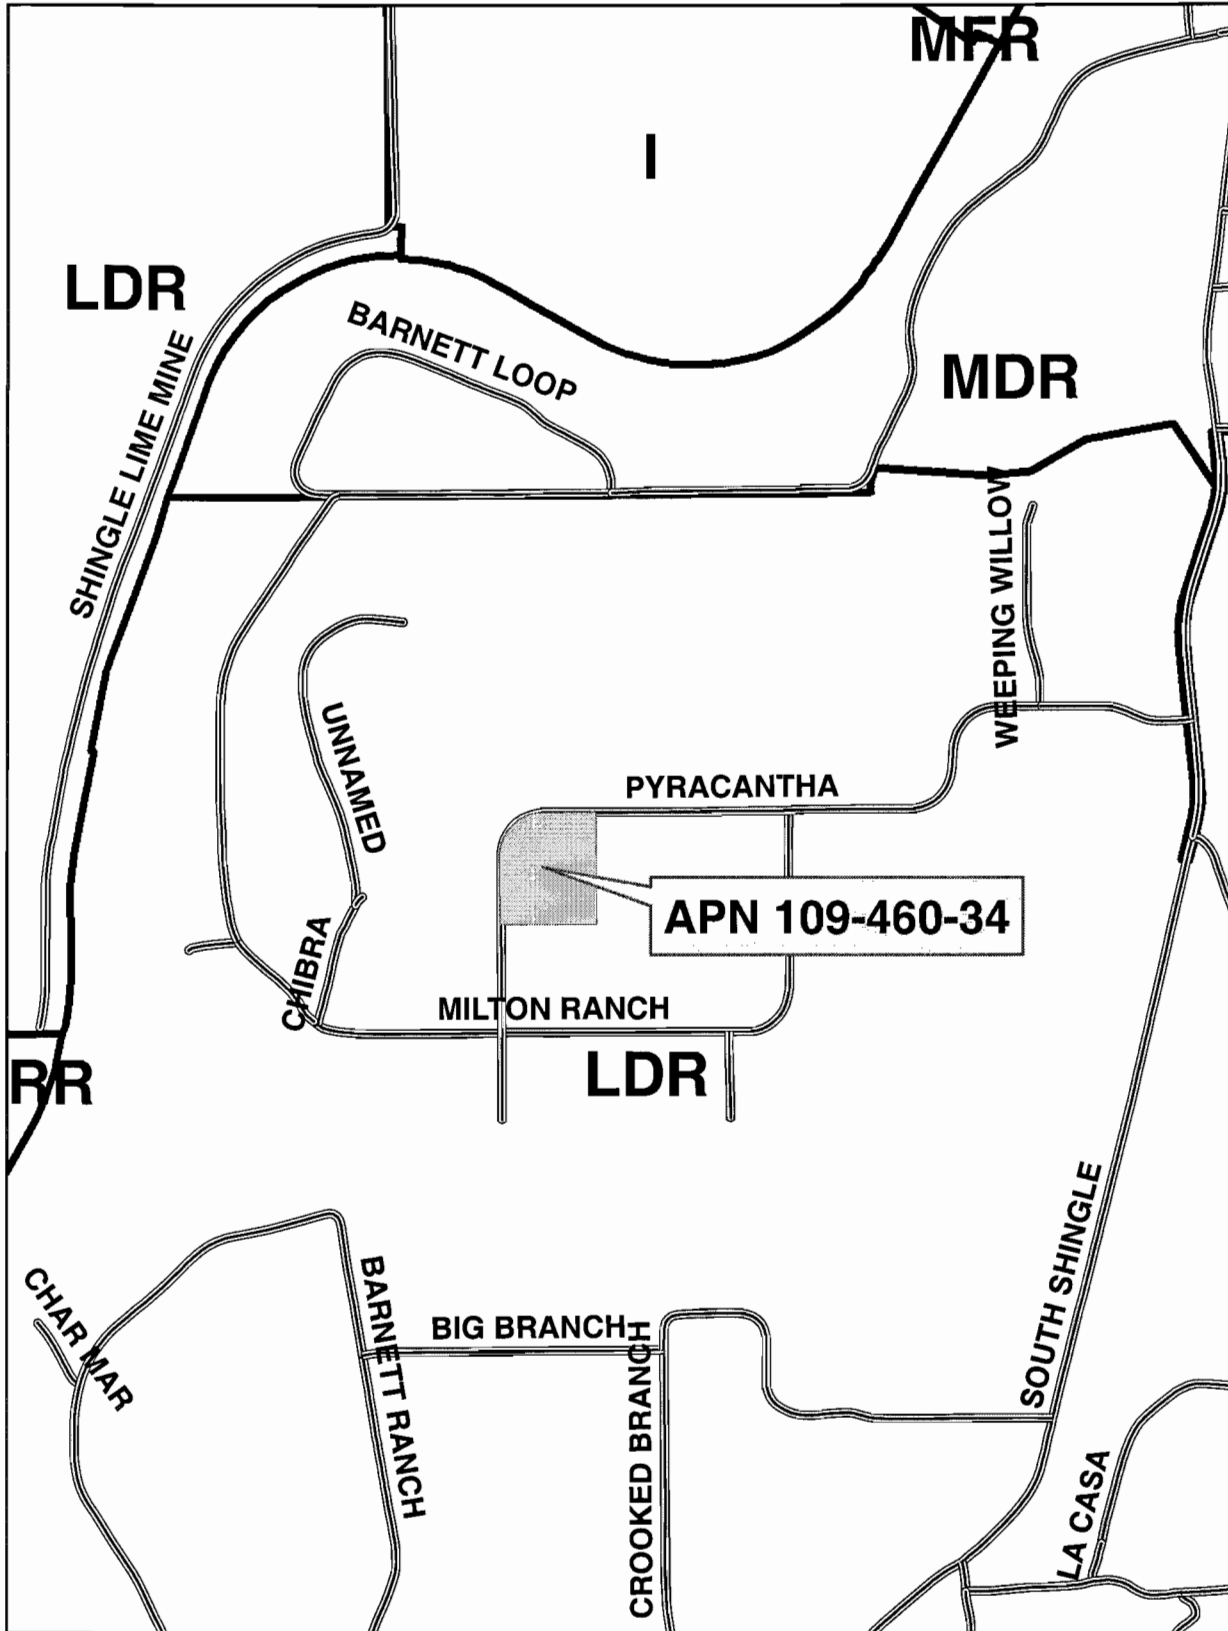 MFR
I
LDR
BARNETT LOOP
MDR
SHINGLE LIME MINE
WEEPING WILLOW
UNNAMED
PYRACANTHA
APN 109-460-34
CHIBRA
MILTON RANCH
LDR
RR
SOUTH SHINGLE
CHAR MAR
BARNETT RANCH
BIG BRANCH
CROOKED BRANCH
LA CASA